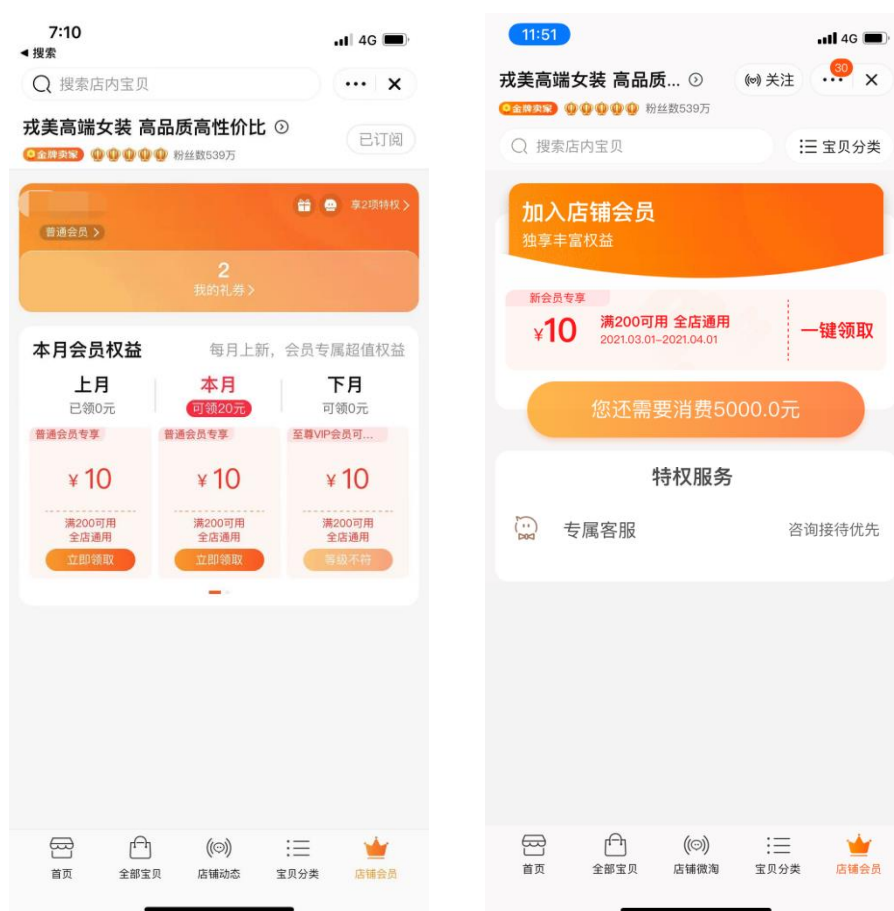 7:10
4G
搜索
搜索店内宝贝
戎美高端女装 高品质高性价比
已订阅
金牌卖家 粉丝数539万
享2项特权
普通会员
2
我的礼券
本月会员权益
每月上新，会员专属超值权益
上月 本月 下月
已领0元 可领20元 可领0元
普通会员专享 普通会员专享 至尊VIP会员可...
¥10 ¥10 ¥10
满200可用 满200可用 满200可用
全店通用 全店通用 全店通用
立即领取 立即领取 等级不符
首页 全部宝贝 店铺动态 宝贝分类 店铺会员
11:51
4G
戎美高端女装 高品质...
关注
30
金牌卖家 粉丝数539万
搜索店内宝贝
宝贝分类
加入店铺会员
独享丰富权益
新会员专享
¥10
满200可用 全店通用
2021.03.01-2021.04.01
一键领取
您还需要消费5000.0元
特权服务
专属客服
咨询接待优先
首页 全部宝贝 店铺微淘 宝贝分类 店铺会员